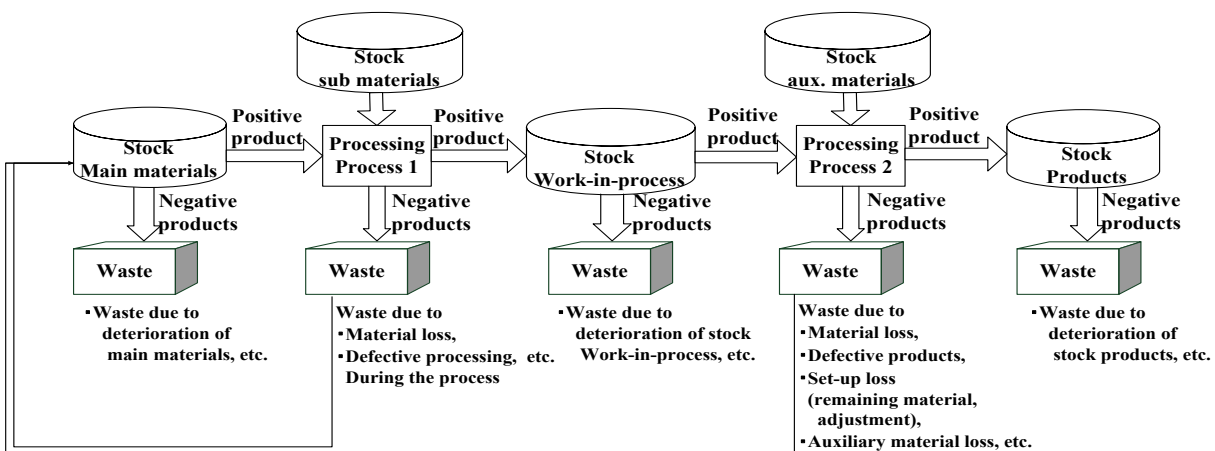 Stock
sub materials
Stock
aux. materials
Positive
product
Positive
product
Positive
product
Positive
product
Stock
Main materials
Processing
Process 1
Stock
Work-in-process
Processing
Process 2
Stock
Products
Negative
products
Negative
products
Negative
products
Negative
products
Negative
products
Waste
Waste
Waste
Waste
Waste
・Waste due to
deterioration of
main materials, etc.
Waste due to
・Material loss,
・Defective processing, etc.
During the process
・Waste due to
deterioration of stock
Work-in-process, etc.
Waste due to
・Material loss,
・Defective products,
・Set-up loss
(remaining material,
adjustment),
・Auxiliary material loss, etc.
・Waste due to
deterioration of
stock products, etc.